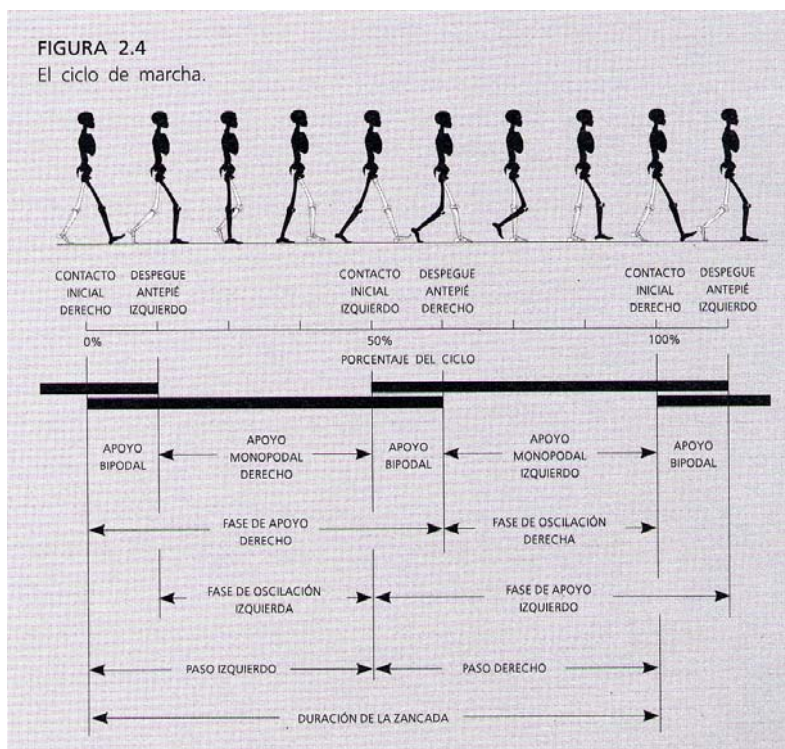 FIGURA 2.4
El ciclo de marcha.
CONTACTO INICIAL DERECHO
DESPEGUE ANTEPIÉ IZQUIERDO
CONTACTO INICIAL IZQUIERDO
DESPEGUE ANTEPIÉ DERECHO
CONTACTO INICIAL DERECHO
DESPEGUE ANTEPIÉ IZQUIERDO
0%
50%
100%
PORCENTAJE DEL CICLO
APOYO BIPODAL
APOYO MONOPODAL DERECHO
APOYO BIPODAL
APOYO MONOPODAL IZQUIERDO
APOYO BIPODAL
FASE DE APOYO DERECHO
FASE DE OSCILACIÓN DERECHA
FASE DE OSCILACIÓN IZQUIERDA
FASE DE APOYO IZQUIERDO
PASO IZQUIERDO
PASO DERECHO
DURACIÓN DE LA ZANCADA